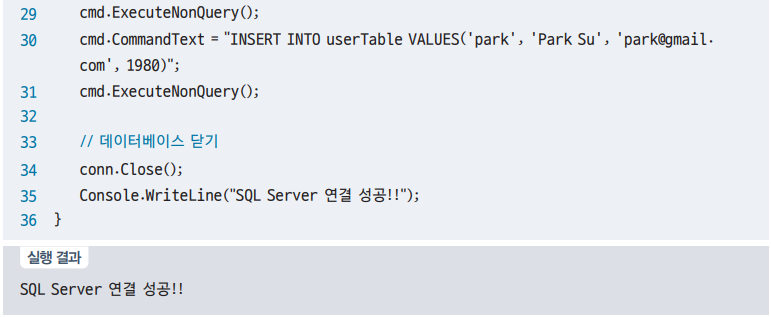 29 cmd.ExecuteNonQuery();
30 cmd.CommandText = "INSERT INTO userTable VALUES('park', 'Park Su', 'park@gmail.
com', 1980)";
31 cmd.ExecuteNonQuery();
32
33 // 데이터베이스 닫기
34 conn.Close();
35 Console.WriteLine("SQL Server 연결 성공!!");
36 }
실행 결과
SQL Server 연결 성공!!